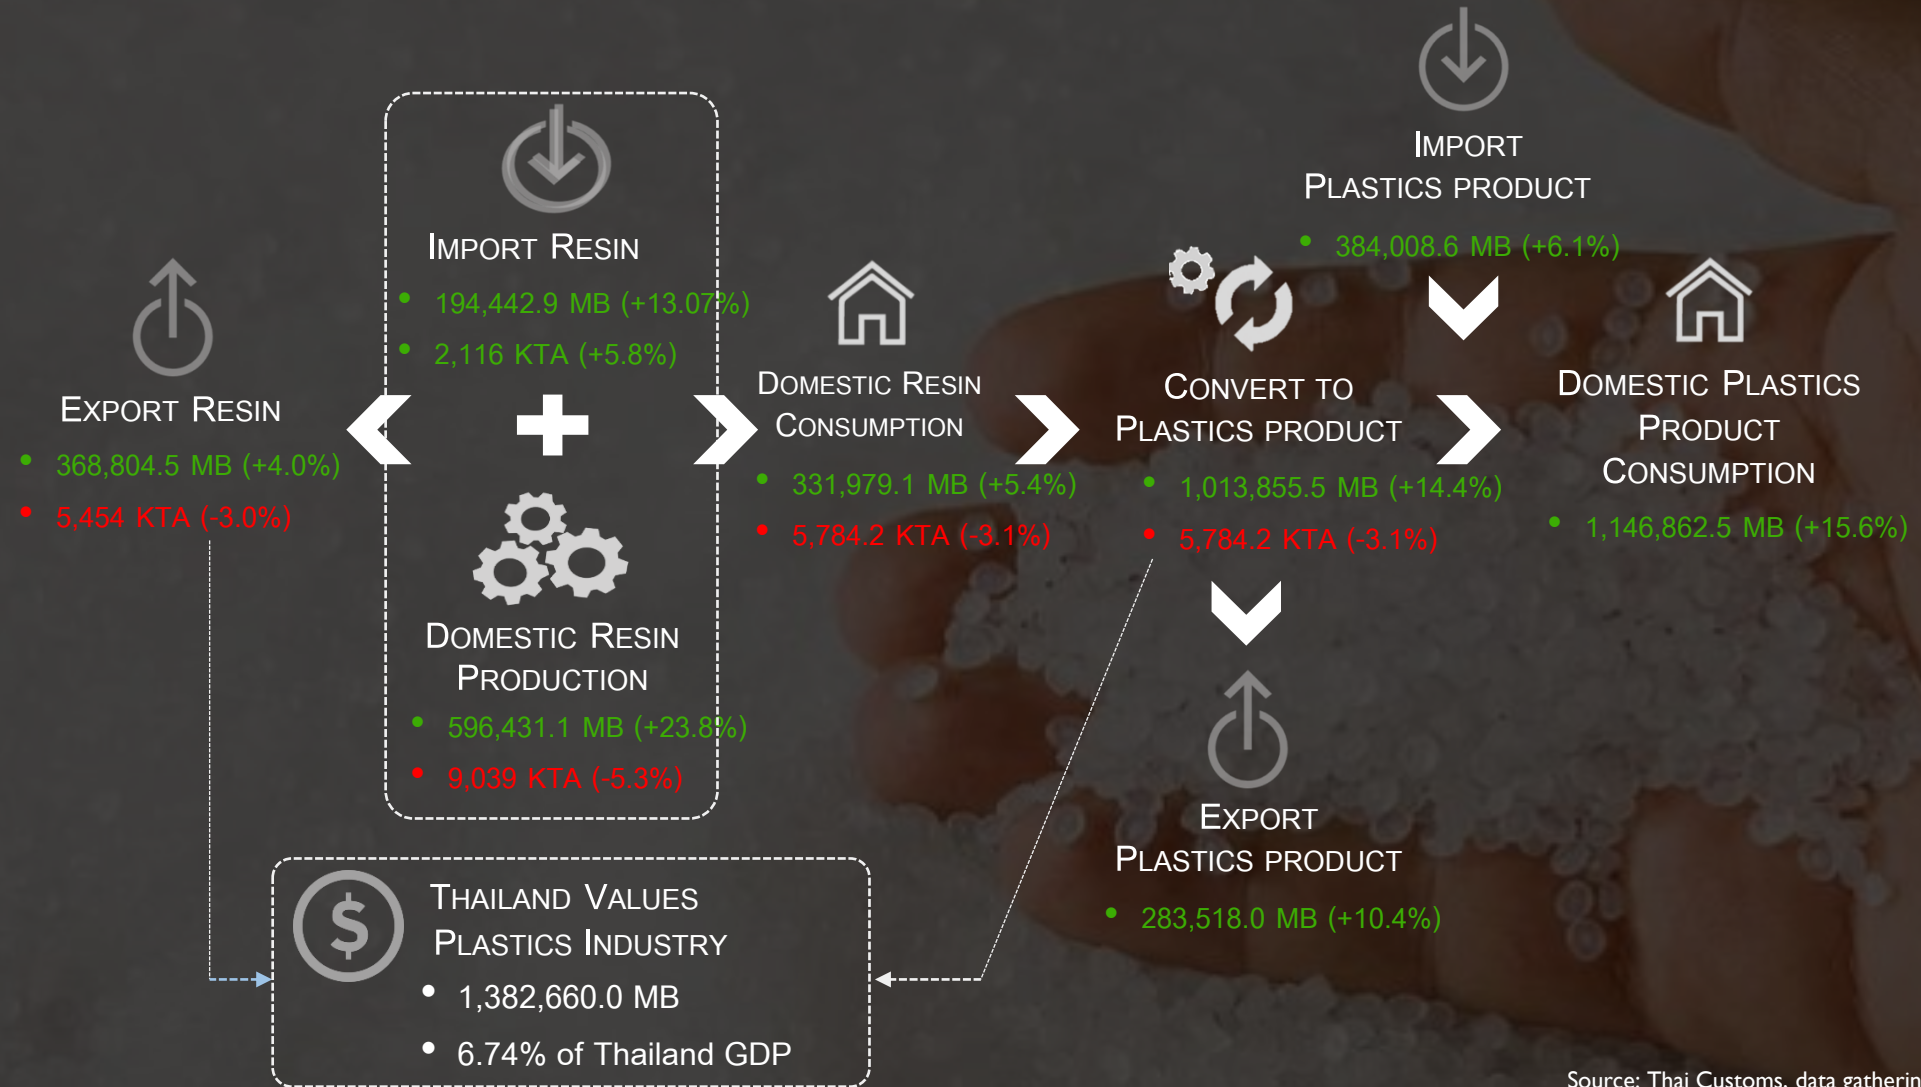 IMPORT
PLASTICS PRODUCT
• 384,008.6 MB (+6.1%)
IMPORT RESIN
• 194,442.9 MB (+13.07%)
• 2,116 KTA (+5.8%)
EXPORT RESIN
• 368,804.5 MB (+4.0%)
• 5,454 KTA (-3.0%)
DOMESTIC RESIN
CONSUMPTION
• 331,979.1 MB (+5.4%)
• 5,784.2 KTA (-3.1%)
CONVERT TO
PLASTICS PRODUCT
• 1,013,855.5 MB (+14.4%)
• 5,784.2 KTA (-3.1%)
DOMESTIC PLASTICS
PRODUCT
CONSUMPTION
• 1,146,862.5 MB (+15.6%)
DOMESTIC RESIN
PRODUCTION
• 596,431.1 MB (+23.8%)
• 9,039 KTA (-5.3%)
EXPORT
PLASTICS PRODUCT
• 283,518.0 MB (+10.4%)
$
THAILAND VALUES
PLASTICS INDUSTRY
• 1,382,660.0 MB
• 6.74% of Thailand GDP
Source: Thai Customs, data